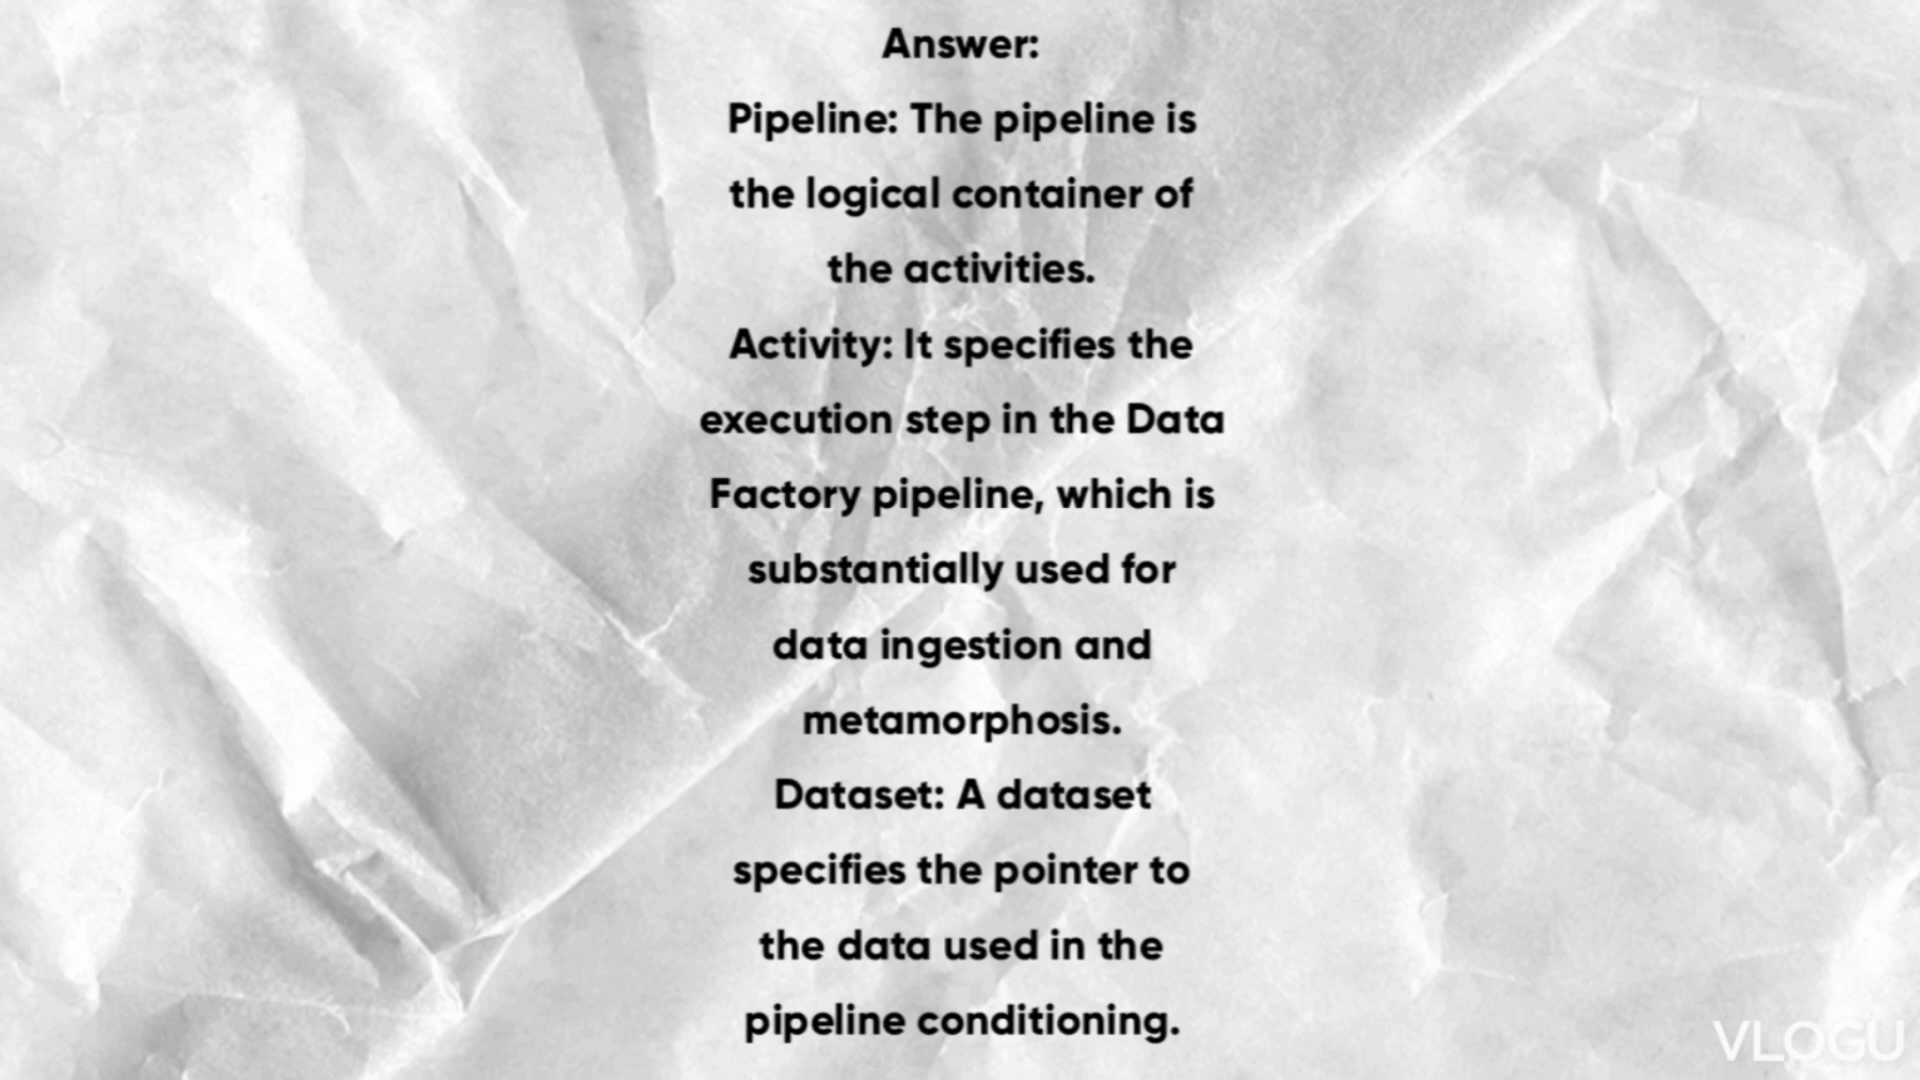 Answer:
Pipeline: The pipeline is
the logical container of
the activities.
Activity: It specifies the
execution step in the Data
Factory pipeline, which is
substantially used for
data ingestion and
metamorphosis.
Dataset: A dataset
specifies the pointer to
the data used in the
pipeline conditioning.
VLOGU